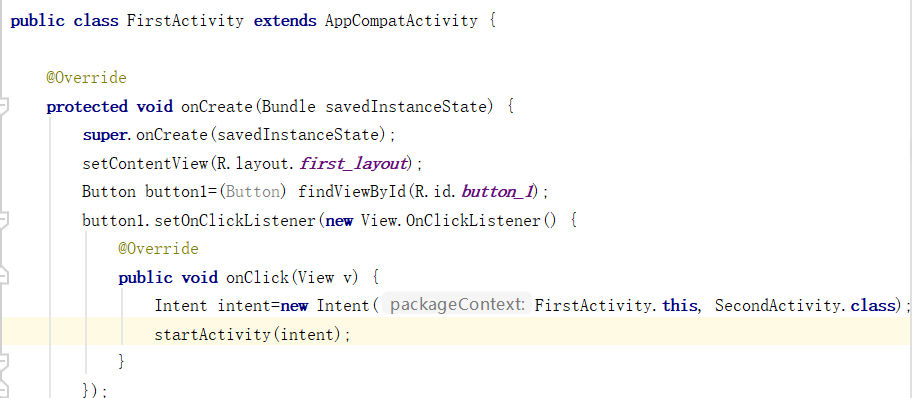 public class FirstActivity extends AppCompatActivity {
@Override
protected void onCreate(Bundle savedInstanceState) {
super.onCreate(savedInstanceState);
setContentView(R.layout.first_layout);
Button button1=(Button) findViewById(R.id.button_1);
button1.setOnClickListener(new View.OnClickListener() {
@Override
public void onClick(View v) {
Intent intent=new Intent( packageContext: FirstActivity.this, SecondActivity.class);
startActivity(intent);
}
});